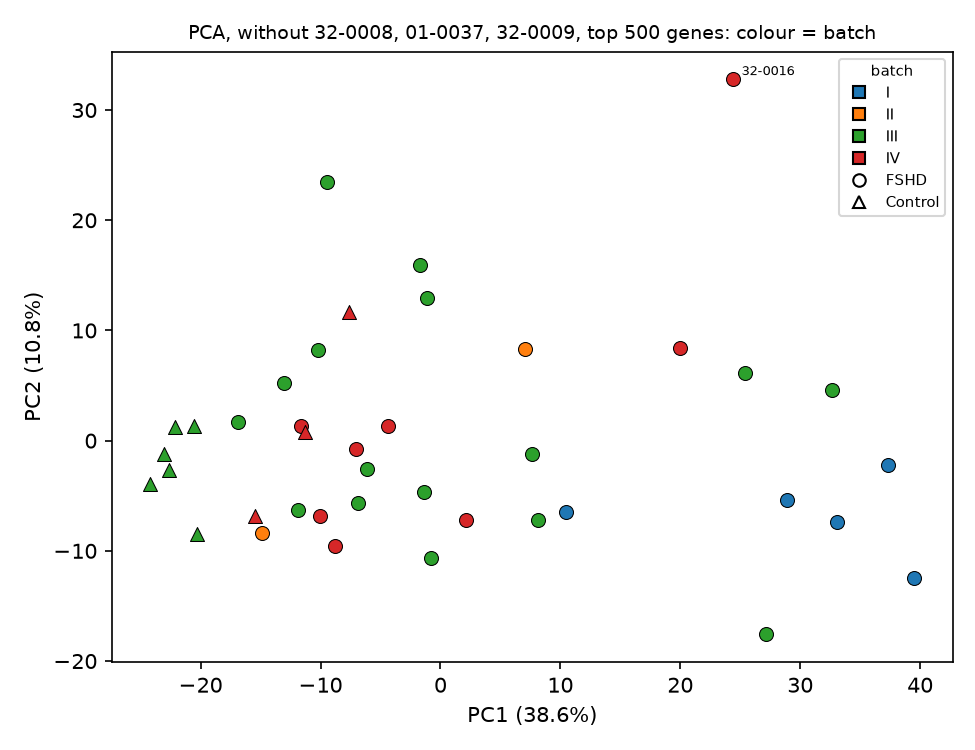 PCA, without 32-0008, 01-0037, 32-0009, top 500 genes: colour = batch
32-0016
batch
I
II
III
IV
FSHD
Control
PC2 (10.8%)
30
20
10
0
−10
−20
−20
−10
0
10
20
30
40
PC1 (38.6%)